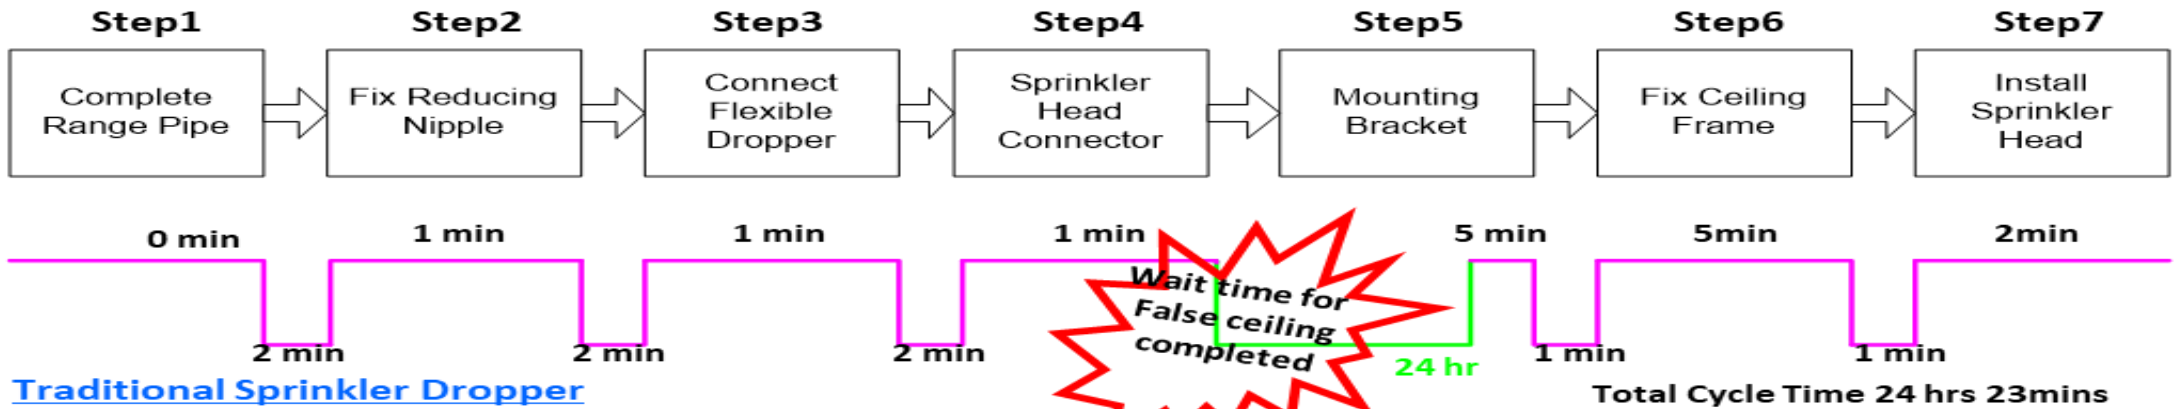 Step1 Step2 Step3 Step4 Step5 Step6 Step7
Complete
Range Pipe
Fix Reducing
Nipple
Connect
Flexible
Dropper
Sprinkler
Head
Connector
Mounting
Bracket
Fix Ceiling
Frame
Install
Sprinkler
Head
0 min 1 min 1 min 1 min 5 min 5min 2min
Wait time for
False ceiling
completed
2 min 2 min 2 min 24 hr 1 min 1 min
Traditional Sprinkler Dropper
Total Cycle Time 24 hrs 23mins